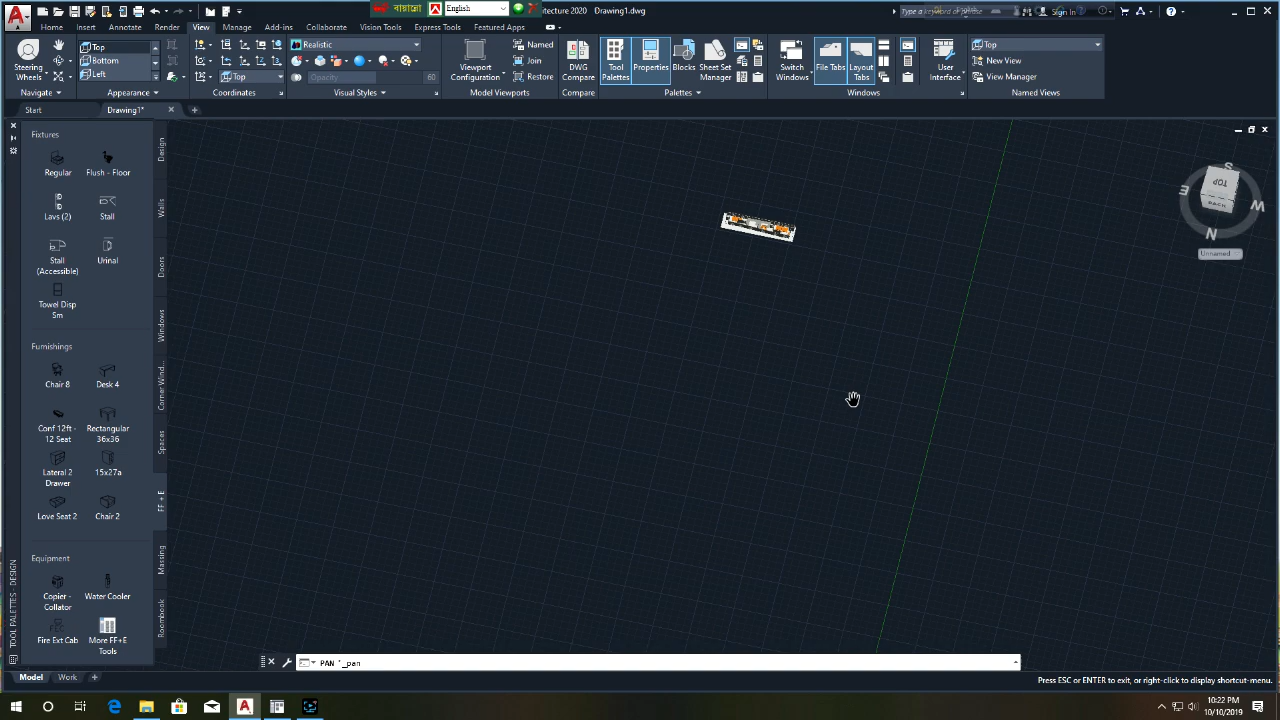 বায়ান্নো
English
itecture 2020
Drawing1.dwg
Type a keyword or phrase
Sign In
Home
Insert
Annotate
Render
View
Manage
Add-ins
Collaborate
Vision Tools
Express Tools
Featured Apps
Steering Wheels
Navigate
Top
Bottom
Left
Appearance
Top
Coordinates
Realistic
Opacity
60
Visual Styles
Viewport Configuration
Named
Join
Restore
Model Viewports
DWG Compare
Compare
Tool Palettes
Properties
Blocks
Sheet Set Manager
Palettes
Switch Windows
File Tabs
Layout Tabs
Windows
User Interface
Top
New View
View Manager
Named Views
Start
Drawing1*
Fixtures
Regular
Flush - Floor
Lavs (2)
Stall
Stall (Accessible)
Urinal
Towel Disp Sm
Furnishings
Chair 8
Desk 4
Conf 12ft - 12 Seat
Rectangular 36x36
Lateral 2 Drawer
15x27a
Love Seat 2
Chair 2
Equipment
Copier - Collator
Water Cooler
Fire Ext Cab
More FF+E Tools
Design
Walls
Doors
Windows
Corner Wind...
Spaces
FF + E
Massing
Roombook
TOOL PALETTES - DESIGN
S
E
W
N
TOP
BACK
Unnamed
PAN '_pan
Model
Work
Press ESC or ENTER to exit, or right-click to display shortcut-menu.
10:22 PM
10/10/2019